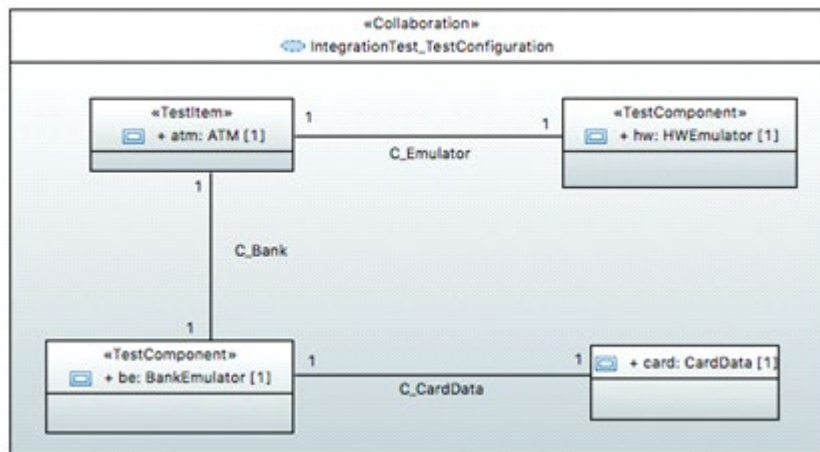 «Collaboration»
IntegrationTest_TestConfiguration
«TestItem»
+ atm: ATM [1]
1
1
C_Emulator
«TestComponent»
+ hw: HWEmulator [1]
1
C_Bank
1
«TestComponent»
+ be: BankEmulator [1]
1
1
C_CardData
+ card: CardData [1]